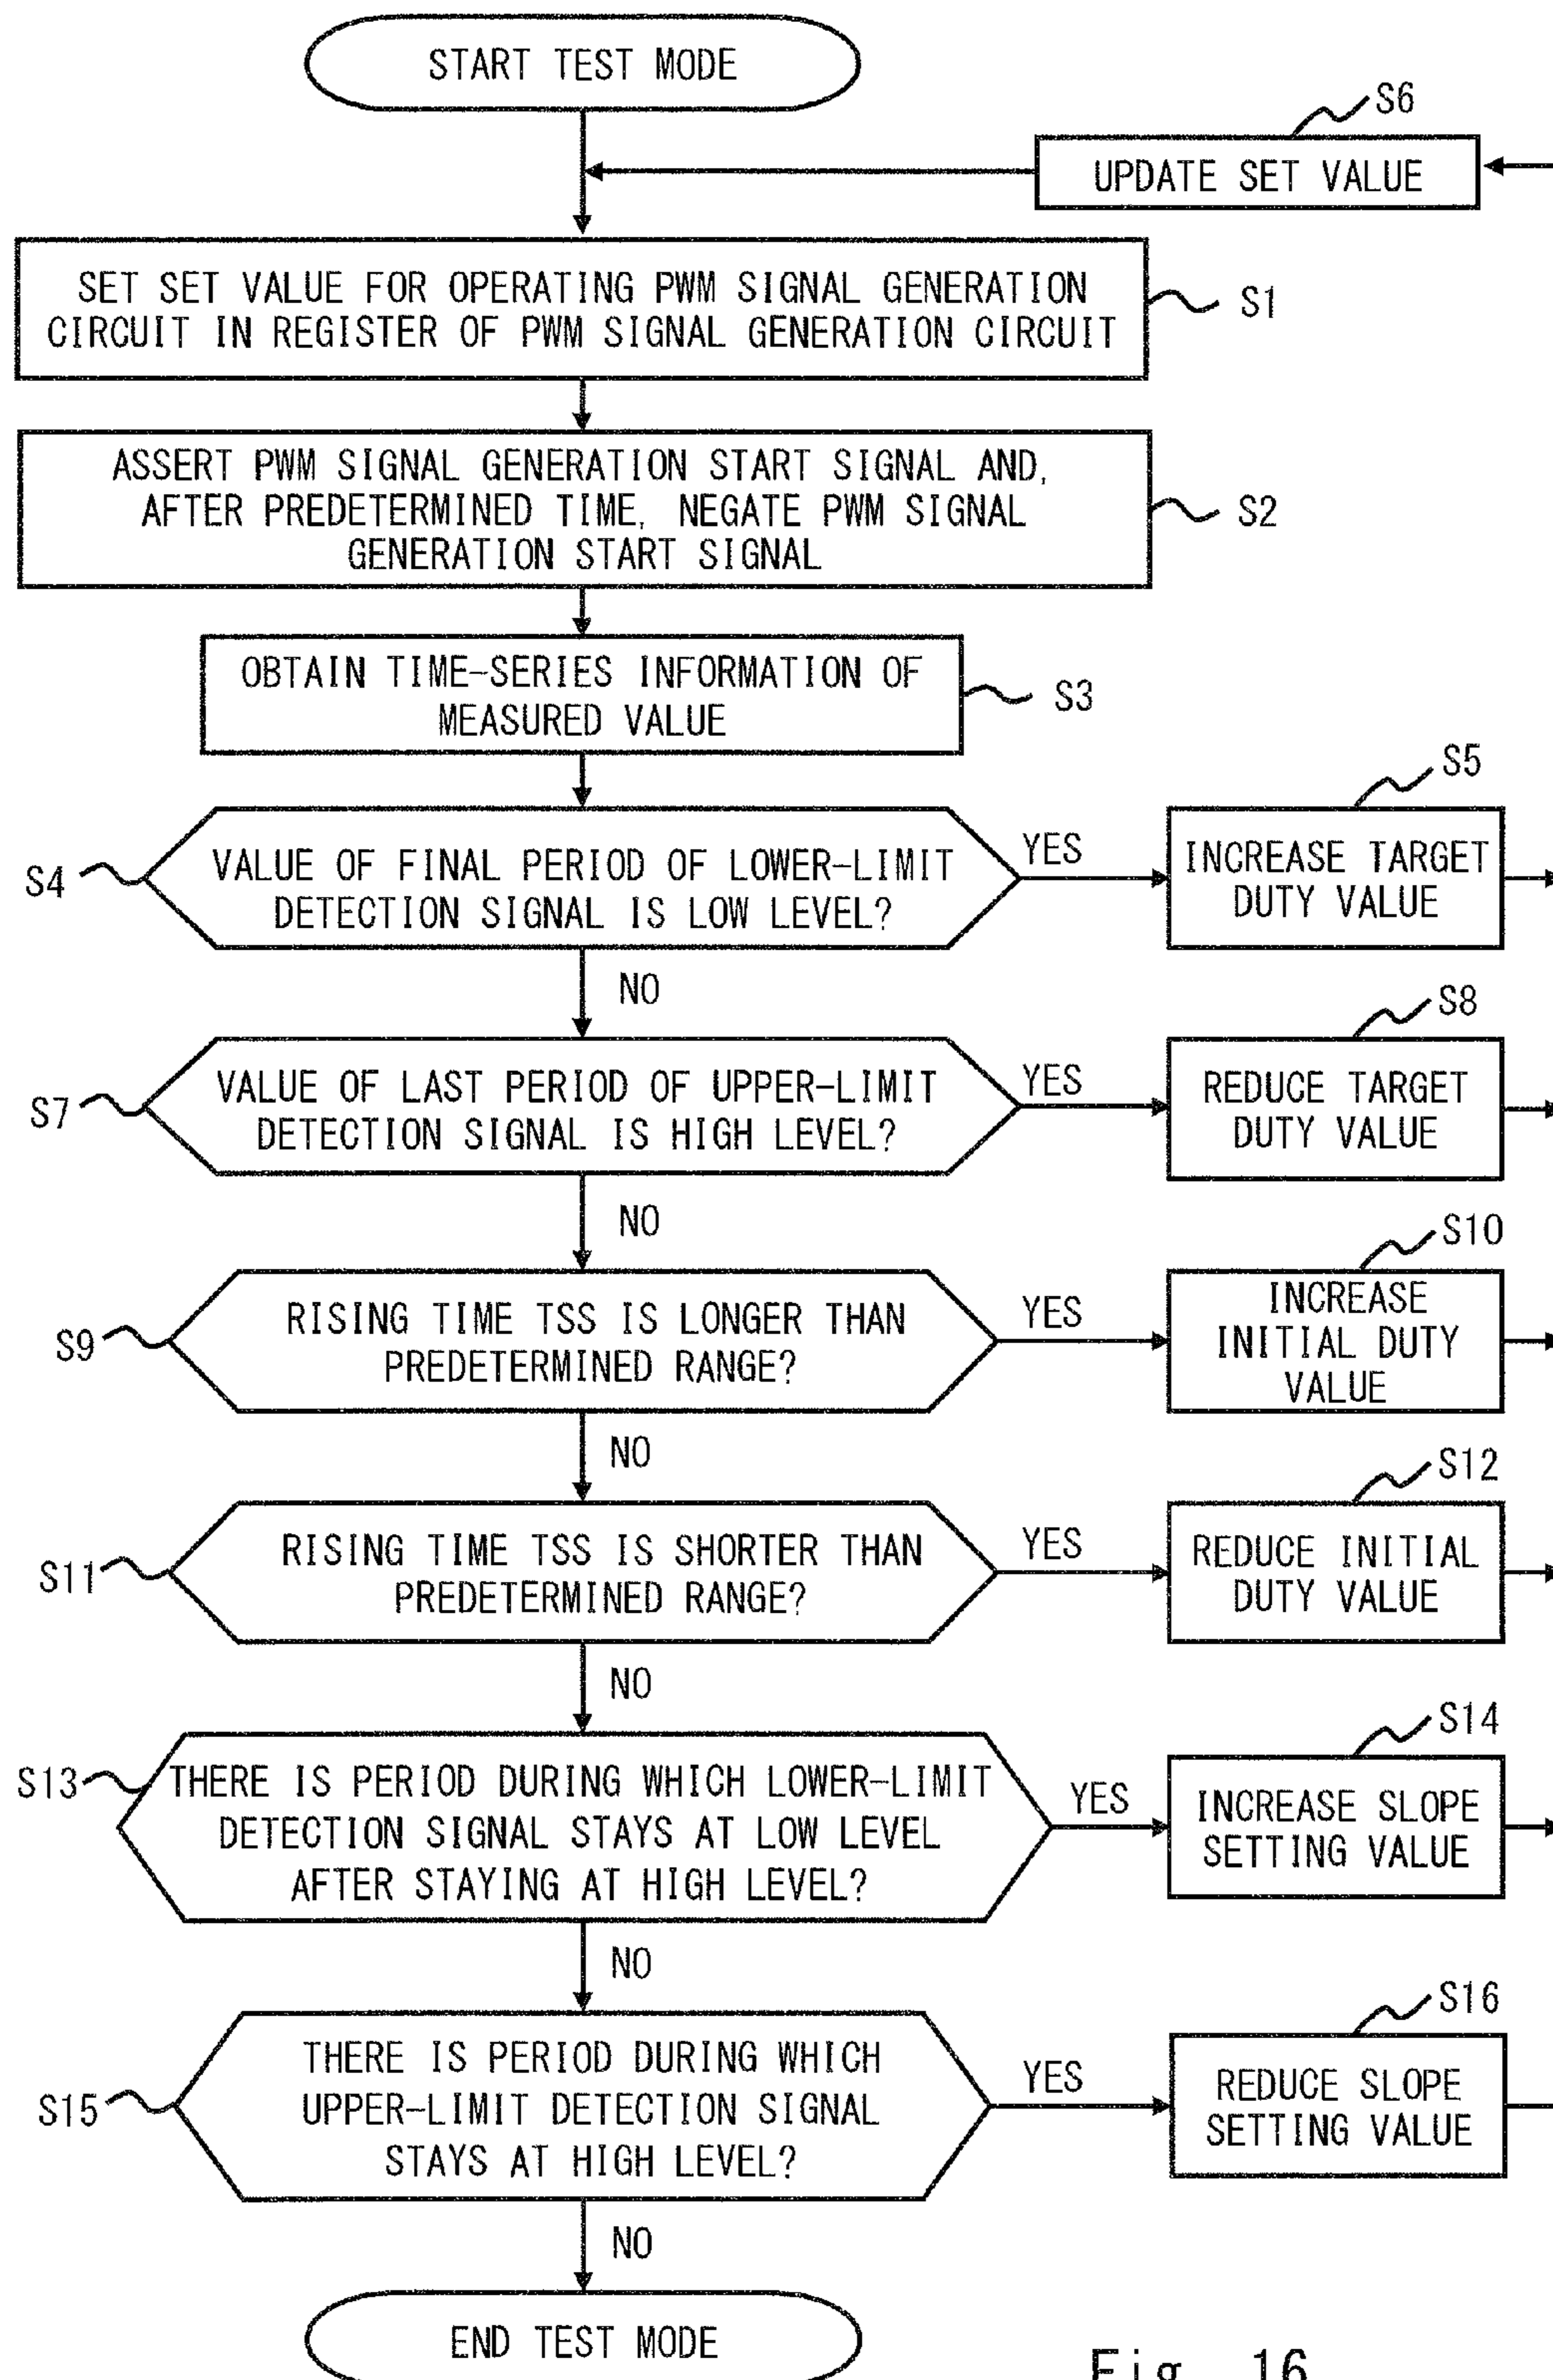 START TEST MODE
S6
UPDATE SET VALUE
SET SET VALUE FOR OPERATING PWM SIGNAL GENERATION
CIRCUIT IN REGISTER OF PWM SIGNAL GENERATION CIRCUIT
S1
ASSERT PWM SIGNAL GENERATION START SIGNAL AND,
AFTER PREDETERMINED TIME, NEGATE PWM SIGNAL
GENERATION START SIGNAL
S2
OBTAIN TIME-SERIES INFORMATION OF
MEASURED VALUE
S3
S4
VALUE OF FINAL PERIOD OF LOWER-LIMIT
DETECTION SIGNAL IS LOW LEVEL?
YES
S5
INCREASE TARGET
DUTY VALUE
NO
S7
VALUE OF LAST PERIOD OF UPPER-LIMIT
DETECTION SIGNAL IS HIGH LEVEL?
YES
S8
REDUCE TARGET
DUTY VALUE
NO
S9
RISING TIME TSS IS LONGER THAN
PREDETERMINED RANGE?
YES
S10
INCREASE
INITIAL DUTY
VALUE
NO
S11
RISING TIME TSS IS SHORTER THAN
PREDETERMINED RANGE?
YES
S12
REDUCE INITIAL
DUTY VALUE
NO
S13
THERE IS PERIOD DURING WHICH LOWER-LIMIT
DETECTION SIGNAL STAYS AT LOW LEVEL
AFTER STAYING AT HIGH LEVEL?
YES
S14
INCREASE SLOPE
SETTING VALUE
NO
S15
THERE IS PERIOD DURING WHICH
UPPER-LIMIT DETECTION SIGNAL
STAYS AT HIGH LEVEL?
YES
S16
REDUCE SLOPE
SETTING VALUE
NO
END TEST MODE
Fig. 16